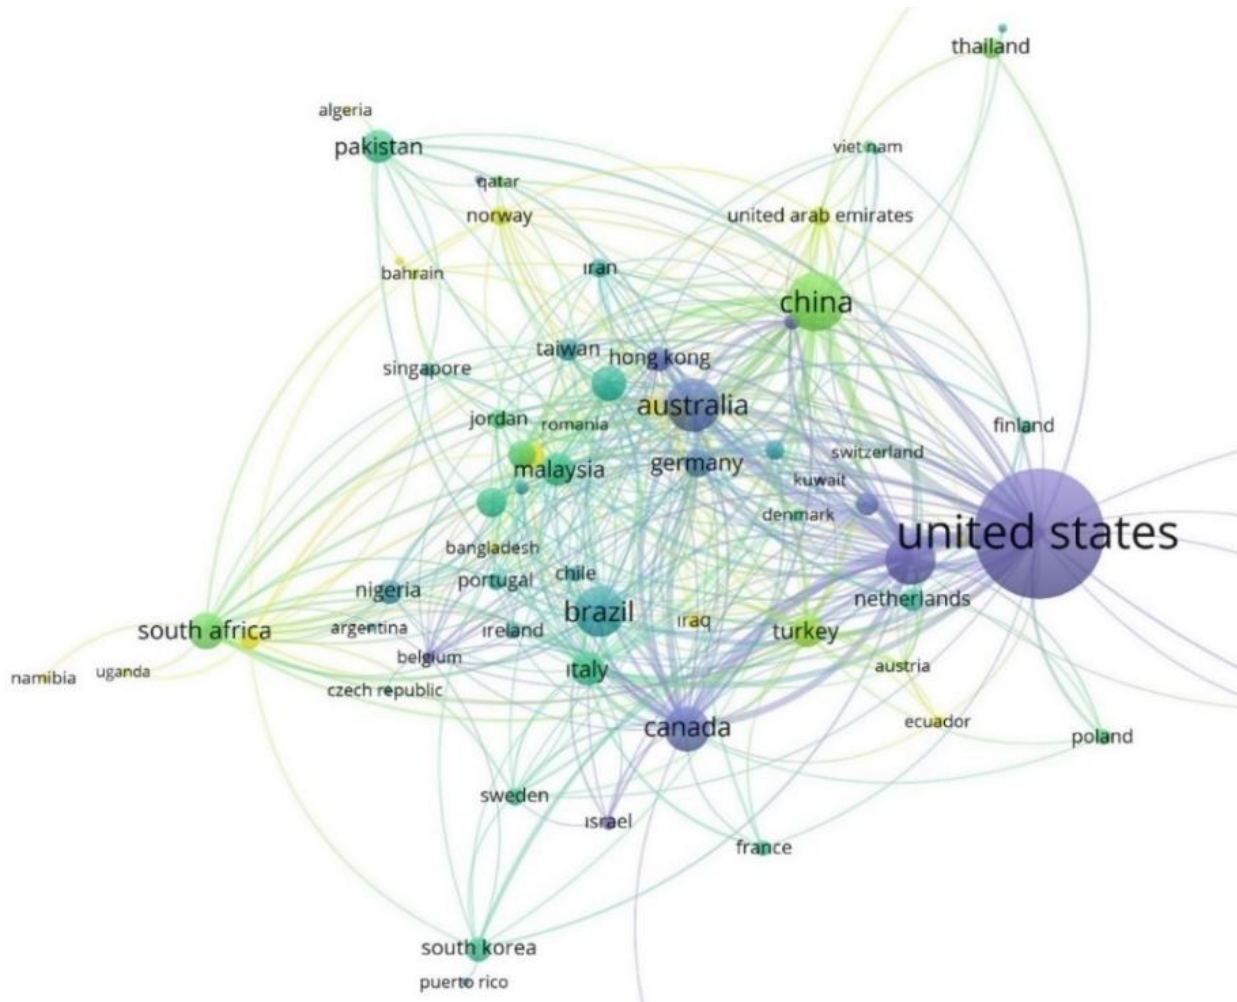 thailand
algeria
pakistan
viet nam
qatar
norway
united arab emirates
iran
bahrain
china
taiwan
hong kong
singapore
australia
jordan
romania
finland
switzerland
malaysia
germany
kuwait
denmark
united states
bangladesh
portugal
chile
nigeria
netherlands
brazil
iraq
south africa
argentina
ireland
turkey
belgium
austria
namibia
uganda
italy
czech republic
canada
ecuador
poland
sweden
israel
france
south korea
puerto rico